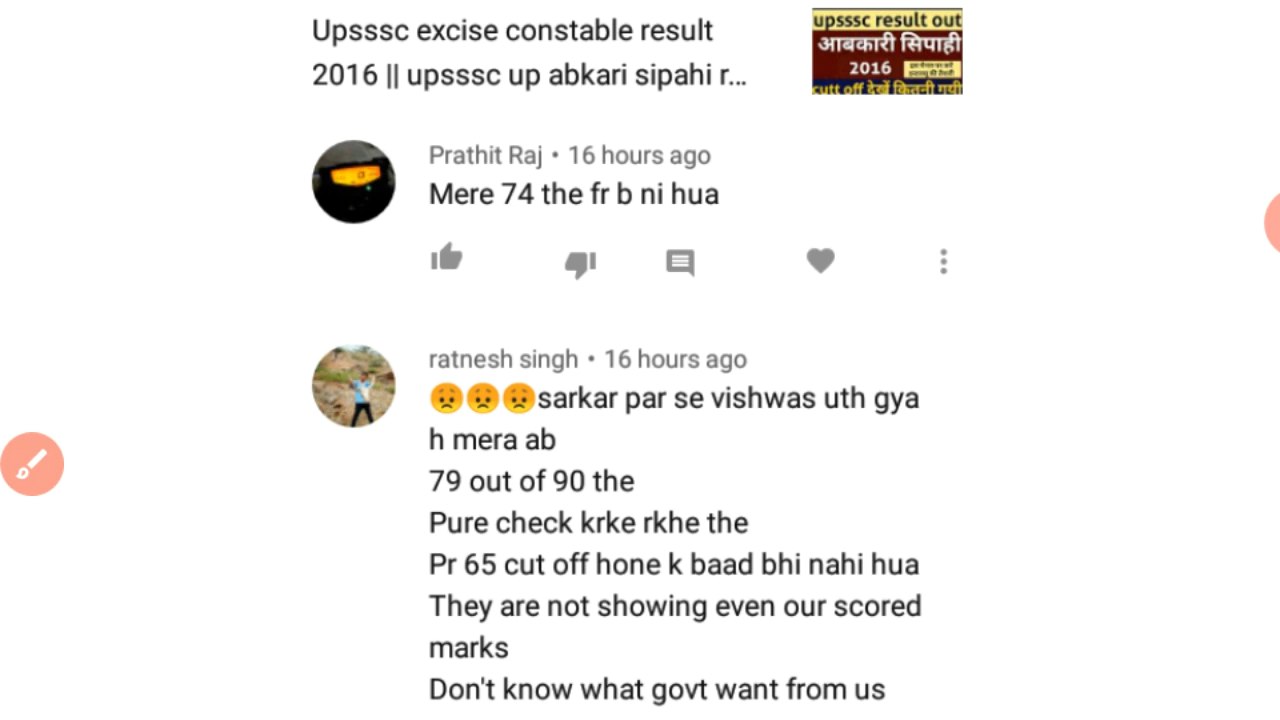 Upsssc excise constable result
2016 || upsssc up abkari sipahi r...
upsssc result out
आबकारी सिपाही
2016
cutt off देखें कितनी गयी
Prathit Raj • 16 hours ago
Mere 74 the fr b ni hua
ratnesh singh • 16 hours ago
😞😞😞sarkar par se vishwas uth gya
h mera ab
79 out of 90 the
Pure check krke rkhe the
Pr 65 cut off hone k baad bhi nahi hua
They are not showing even our scored
marks
Don't know what govt want from us